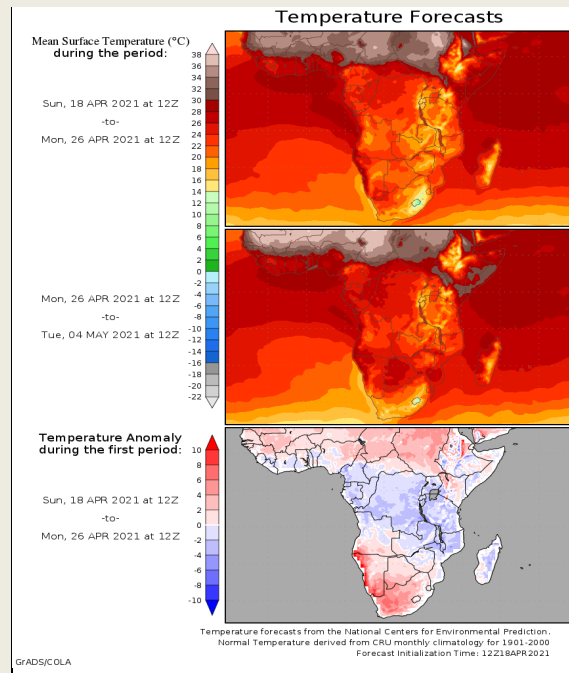 Temperature Forecasts
Mean Surface Temperature (°C)
during the period:
Sun, 18 APR 2021 at 12Z
-to-
Mon, 26 APR 2021 at 12Z
38
36
34
32
30
28
26
24
22
20
18
16
14
12
10
8
6
4
2
0
-2
-4
-6
-8
-10
-12
-14
-16
-18
-20
-22
Mon, 26 APR 2021 at 12Z
-to-
Tue, 04 MAY 2021 at 12Z
Temperature Anomaly
during the first period:
Sun, 18 APR 2021 at 12Z
-to-
Mon, 26 APR 2021 at 12Z
10
8
6
4
2
0
-2
-4
-6
-8
-10
Temperature forecasts from the National Centers for Environmental Prediction.
Normal Temperature derived from CRU monthly climatology for 1901-2000
Forecast Initialization Time: 12Z18APR2021
GrADS/COLA